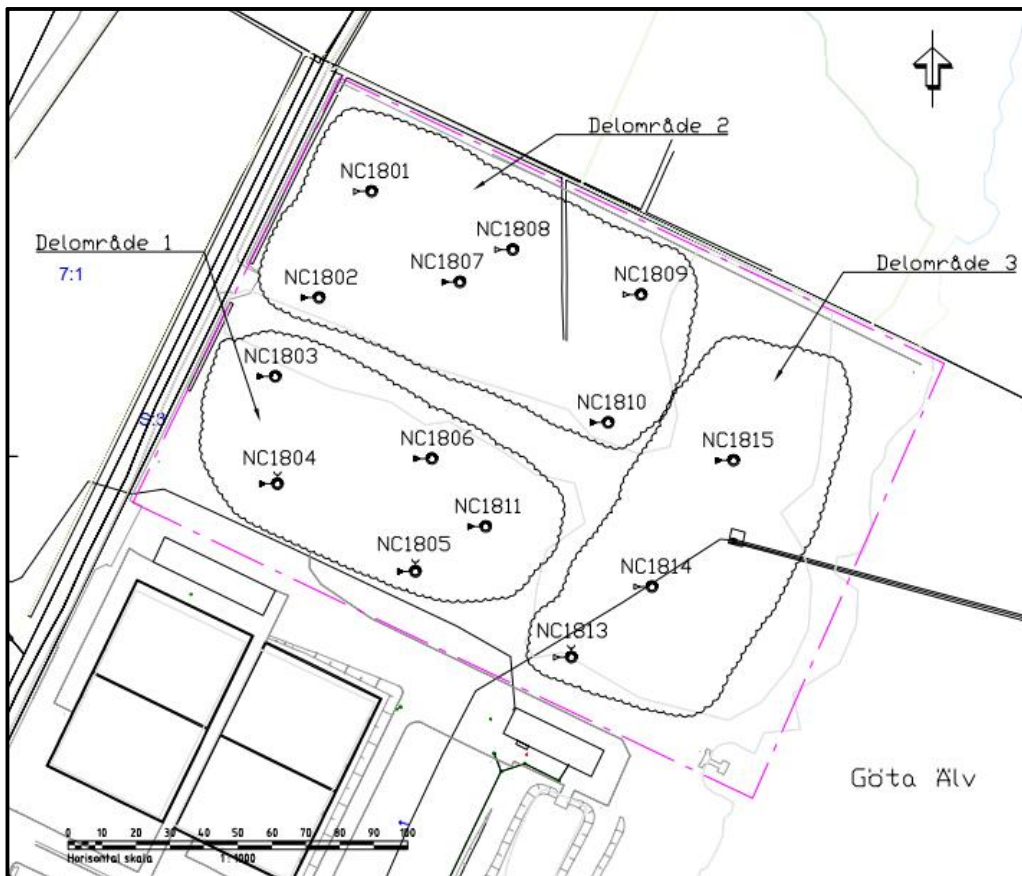 Delområde 2
NC1801
NC1808
Delområde 1
7:1
NC1807
NC1809
Delområde 3
NC1802
NC1803
NC1810
S:3
NC1806
NC1815
NC1804
NC1811
NC1805
NC1814
NC1813
Göta Älv
1
0 10 20 30 40 50 60 70 80 90 100
Horisontal skala 1:1000